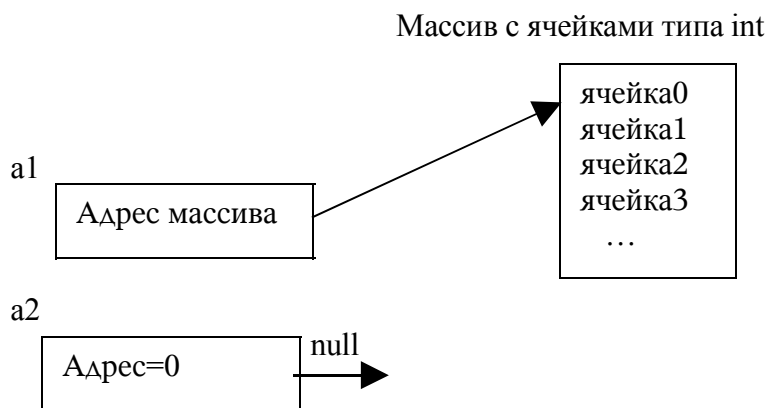 Массив с ячейками типа int
ячейка0
ячейка1
ячейка2
ячейка3
…
a1
Адрес массива
a2
null
Адрес=0